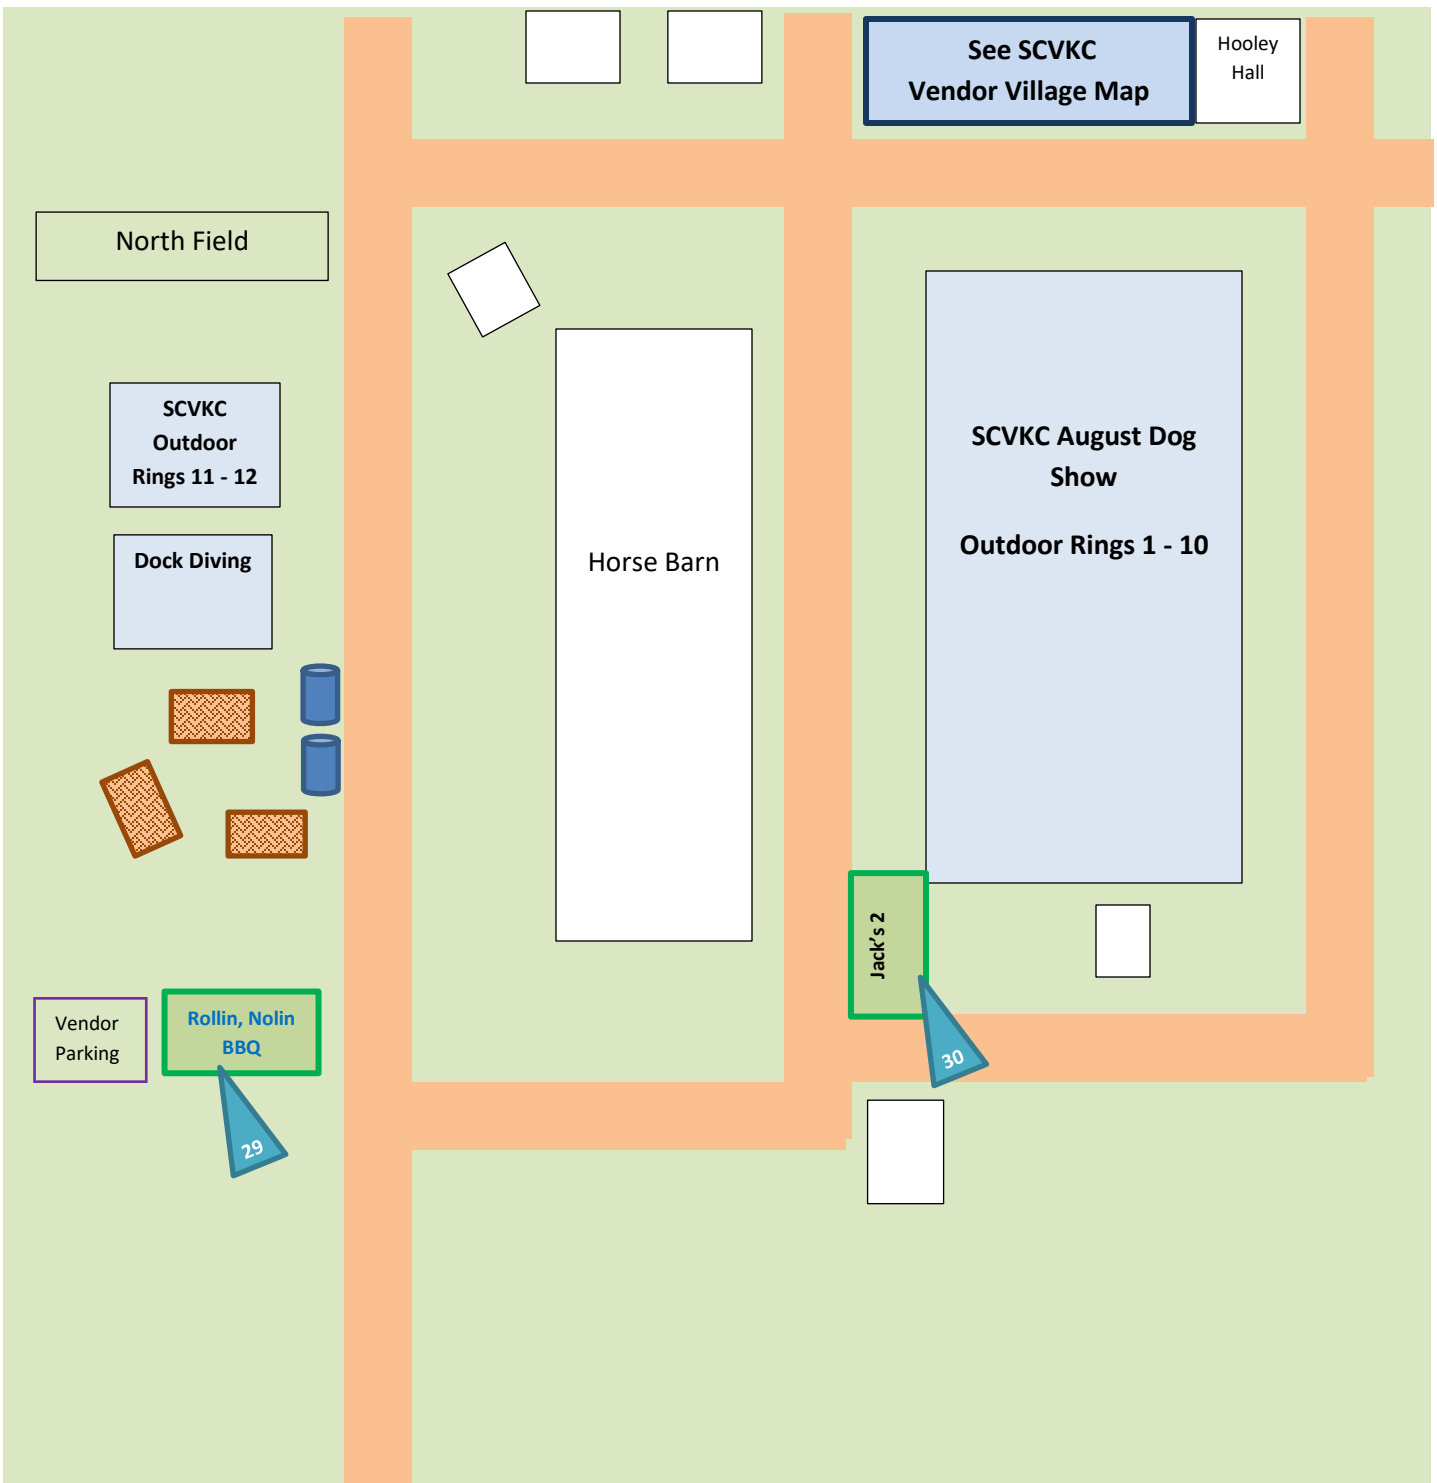 See SCVKC
Vendor Village Map
Hooley
Hall
North Field
SCVKC
Outdoor
Rings 11 - 12
Dock Diving
Horse Barn
SCVKC August Dog
Show
Outdoor Rings 1 - 10
Jack's 2
30
Vendor
Parking
Rollin, Nolin
BBQ
29